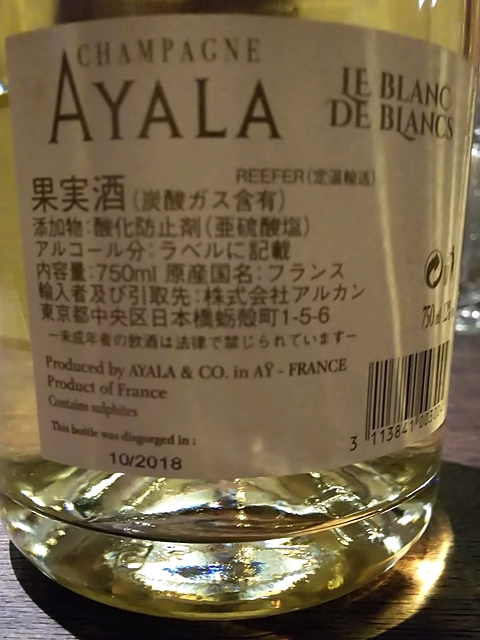 CHAMPAGNE
AYALA
LE BLANC
DE BLANCS
REEFER(定温輸送)
果実酒(炭酸ガス含有)
添加物:酸化防止剤(亜硫酸塩)
アルコール分:ラベルに記載
内容量:750ml 原産国名:フランス
輸入者及び引取先:株式会社アルカン
東京都中央区日本橋蛎殻町1-5-6
ー未成年者の飲酒は法律で禁じられていますー
750
Produced by AYALA & CO. in AŸ - FRANCE
Product of France
Contains sulphites
This bottle was disgorged in :
10/2018
3 113841